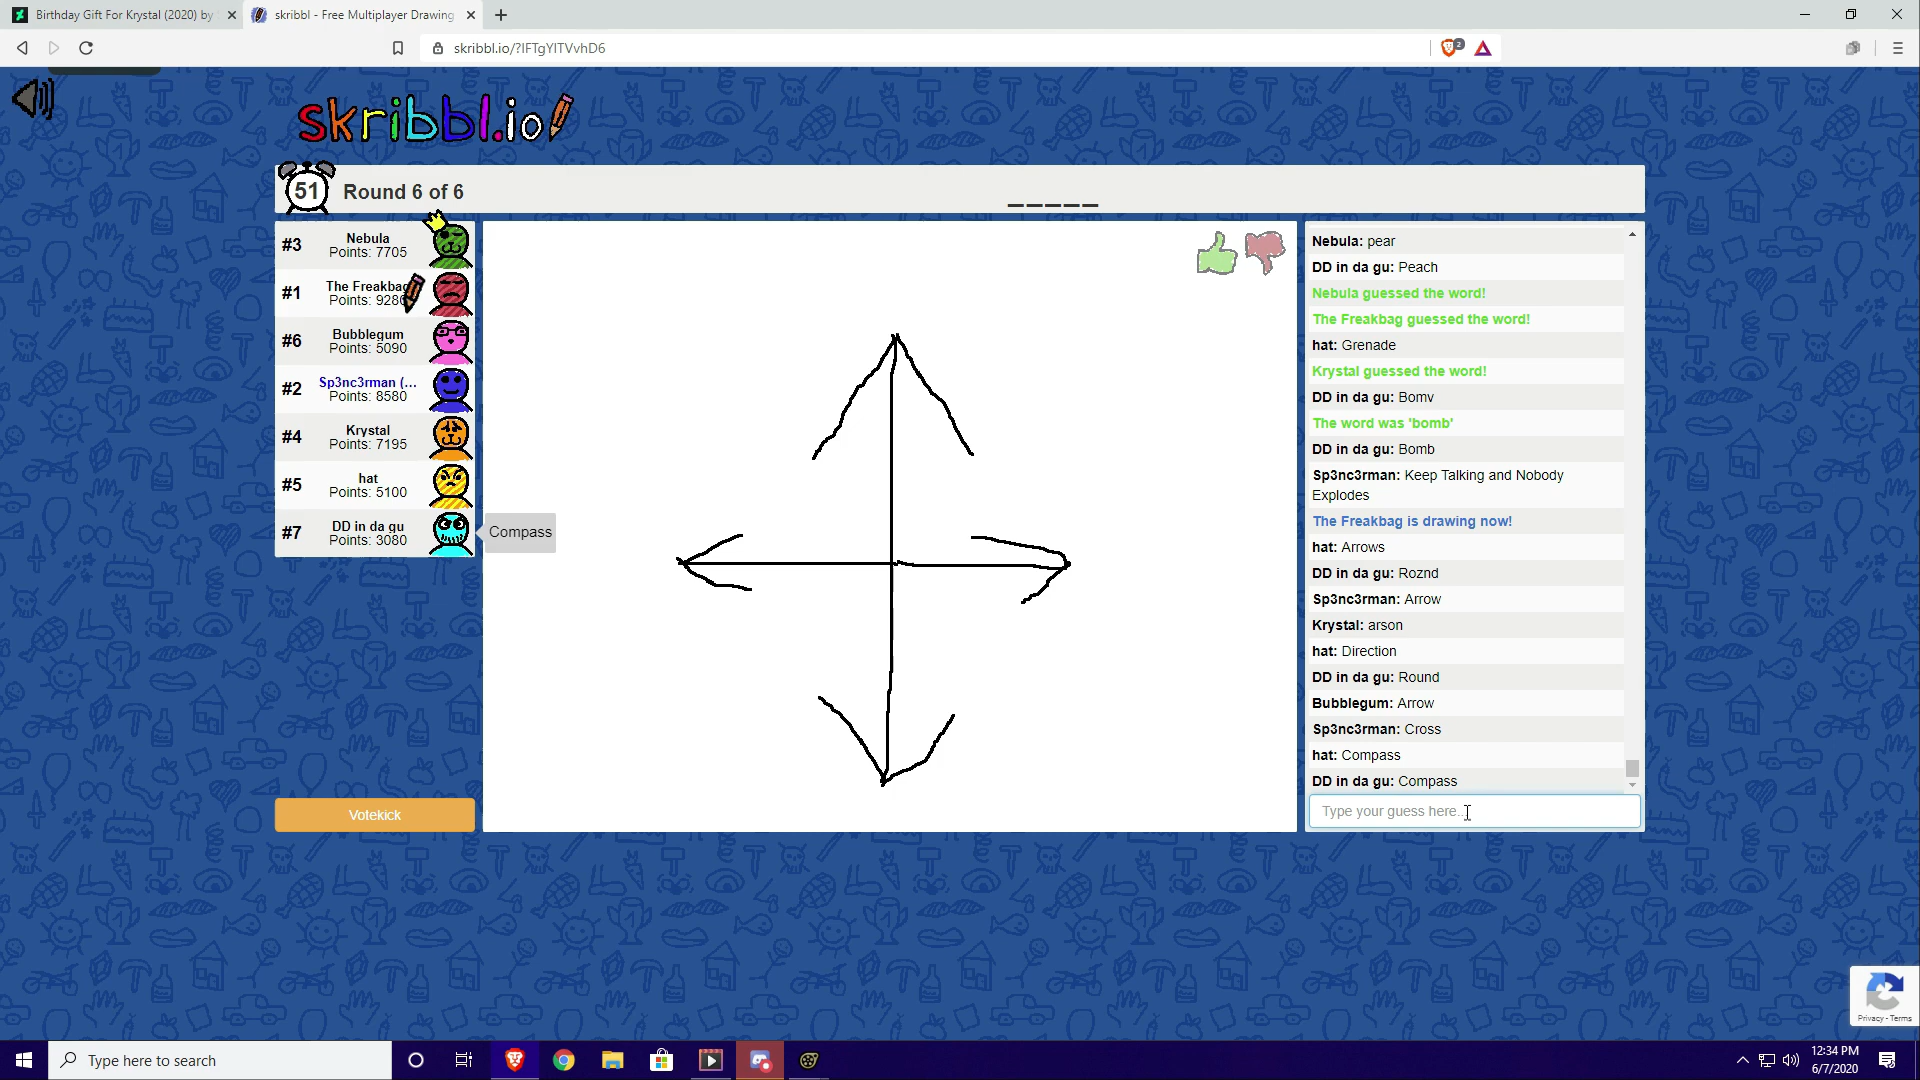 Birthday Gift For Krystal (2020) by
skribbl - Free Multiplayer Drawing
skribbl.io/?IFTgYlTVvhD6
2
skribbl.io
51
Round 6 of 6
_____
#3
Nebula
Points: 7705
#1
The Freakbag
Points: 9280
#6
Bubblegum
Points: 5090
#2
Sp3nc3rman (...
Points: 8580
#4
Krystal
Points: 7195
#5
hat
Points: 5100
#7
DD in da gu
Points: 3080
Compass
Votekick
Nebula: pear
DD in da gu: Peach
Nebula guessed the word!
The Freakbag guessed the word!
hat: Grenade
Krystal guessed the word!
DD in da gu: Bomv
The word was 'bomb'
DD in da gu: Bomb
Sp3nc3rman: Keep Talking and Nobody
Explodes
The Freakbag is drawing now!
hat: Arrows
DD in da gu: Roznd
Sp3nc3rman: Arrow
Krystal: arson
hat: Direction
DD in da gu: Round
Bubblegum: Arrow
Sp3nc3rman: Cross
hat: Compass
DD in da gu: Compass
Type your guess here...
Privacy - Terms
Type here to search
12:34 PM
6/7/2020